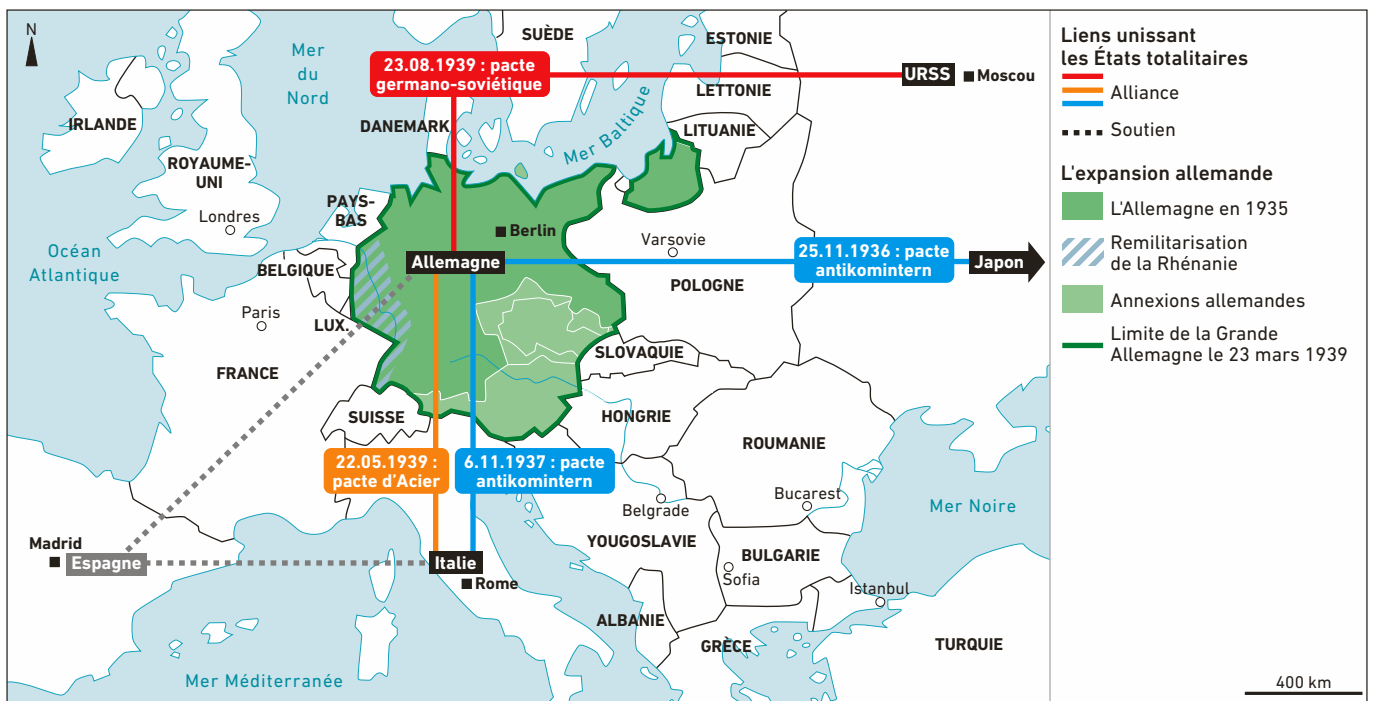 N
Mer
du
Nord
SUÈDE
ESTONIE
23.08.1939 : pacte
germano-soviétique
URSS
Moscou
LETTONIE
IRLANDE
DANEMARK
Mer Baltique
LITUANIE
ROYAUME-
UNI
Londres
PAYS-
BAS
Berlin
Varsovie
Océan
Atlantique
BELGIQUE
Allemagne
25.11.1936 : pacte
antikomintern
Japon
POLOGNE
Paris
LUX.
SLOVAQUIE
FRANCE
SUISSE
HONGRIE
ROUMANIE
22.05.1939 :
pacte d'Acier
6.11.1937 : pacte
antikomintern
Belgrade
Bucarest
Mer Noire
Madrid
Espagne
Italie
Rome
YOUGOSLAVIE
BULGARIE
Sofia
Istanbul
ALBANIE
GRÈCE
TURQUIE
Mer Méditerranée
Liens unissant
les États totalitaires
Alliance
Soutien
L'expansion allemande
L'Allemagne en 1935
Remilitarisation
de la Rhénanie
Annexions allemandes
Limite de la Grande
Allemagne le 23 mars 1939
400 km